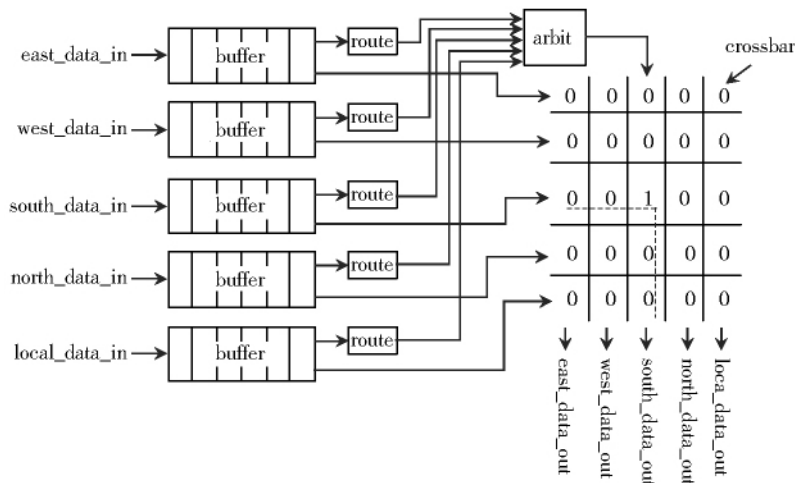 east_data_in
buffer
route
arbit
crossbar
west_data_in
buffer
route
south_data_in
buffer
route
north_data_in
buffer
route
local_data_in
buffer
route
0 0 0 0 0
0 0 0 0 0
0 0 1 0 0
0 0 0 0 0
0 0 0 0 0
east_data_out
west_data_out
south_data_out
north_data_out
loca_data_out